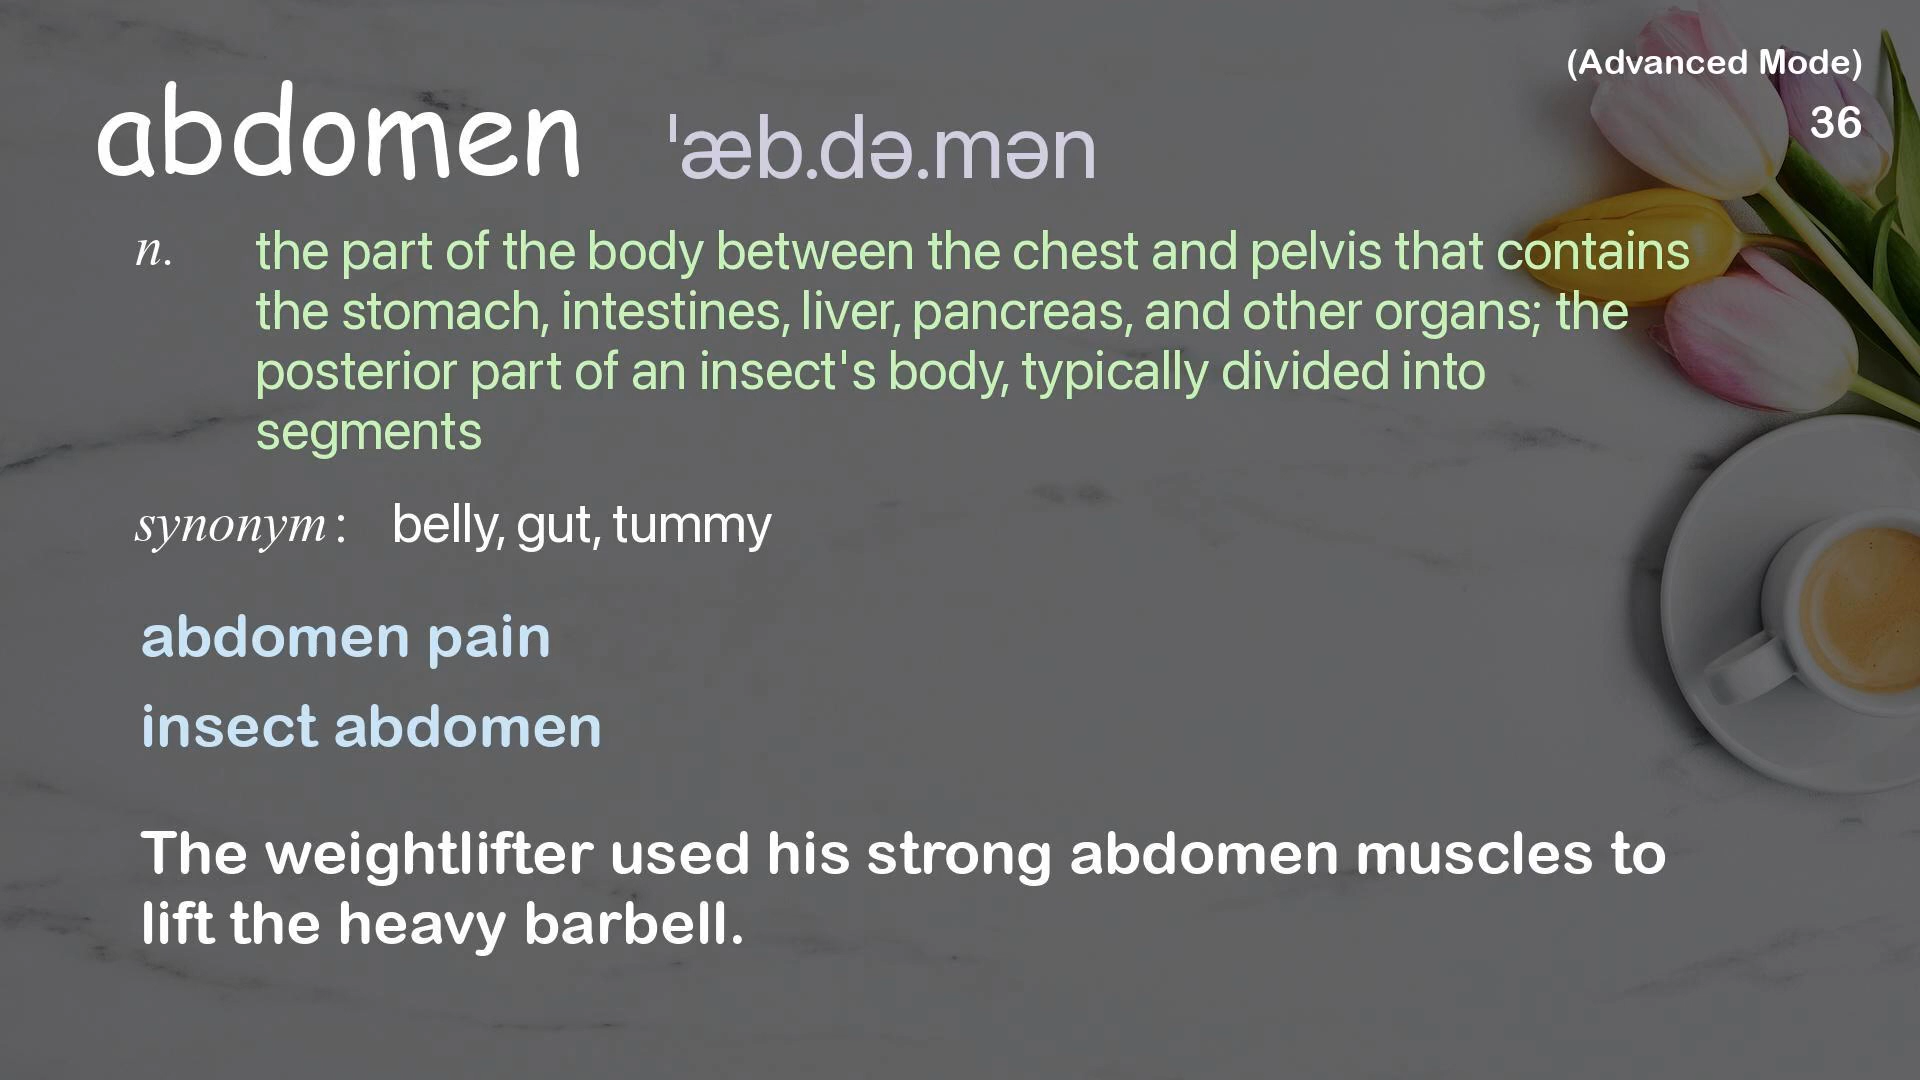 (Advanced Mode)
36
abdomen ˈæb.də.mən
n. the part of the body between the chest and pelvis that contains
the stomach, intestines, liver, pancreas, and other organs; the
posterior part of an insect's body, typically divided into
segments
synonym: belly, gut, tummy
abdomen pain
insect abdomen
The weightlifter used his strong abdomen muscles to
lift the heavy barbell.